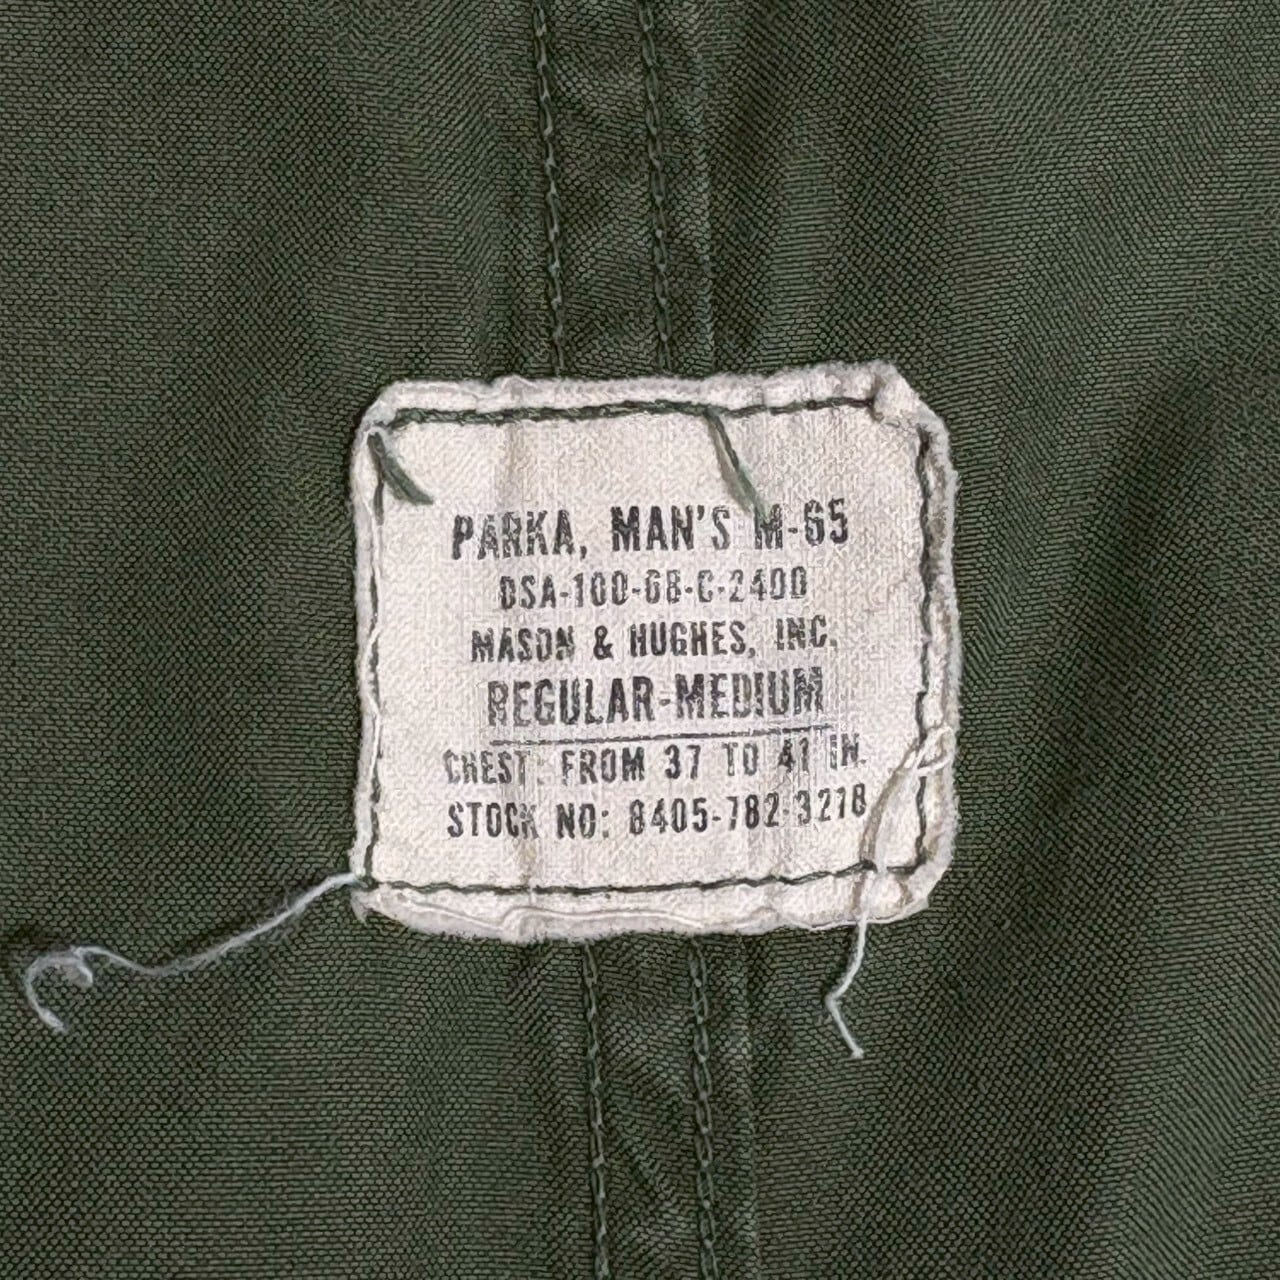 PARKA, MAN'S M-65
DSA-100-68-C-2400
MASON & HUGHES, INC.
REGULAR-MEDIUM
CHEST: FROM 37 TO 41 IN.
STOCK NO: 8405-782-3218